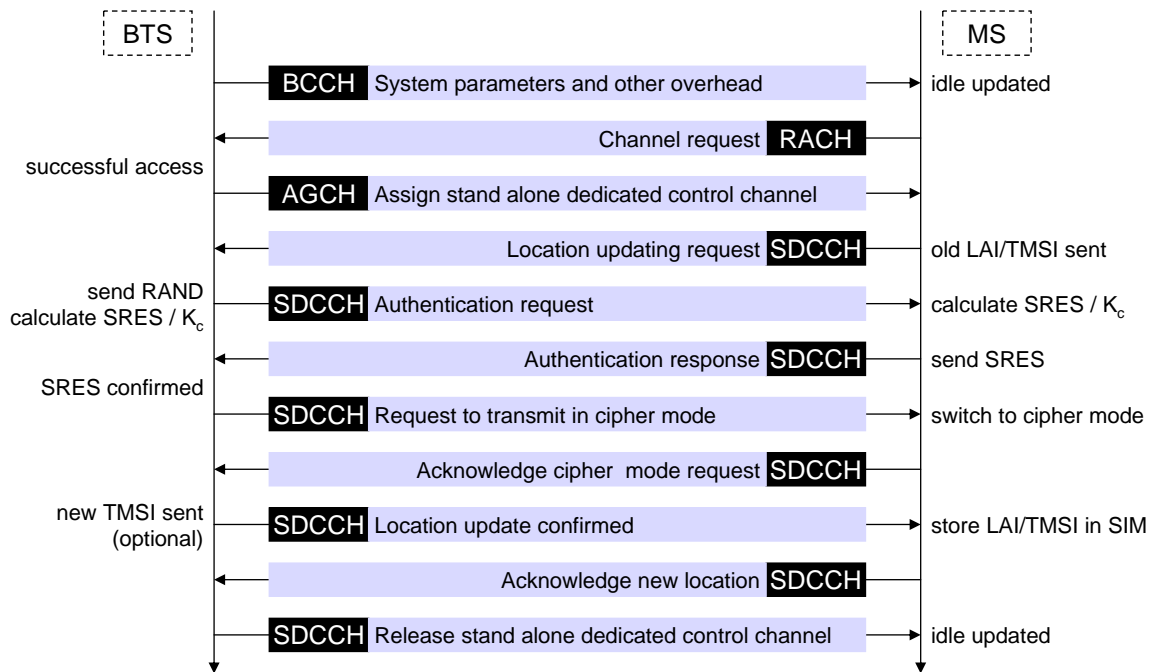 BTS
MS
BCCH System parameters and other overhead
idle updated
Channel request RACH
successful access
AGCH Assign stand alone dedicated control channel
Location updating request SDCCH
old LAI/TMSI sent
send RAND
calculate SRES / Kc
SDCCH Authentication request
calculate SRES / Kc
Authentication response SDCCH
send SRES
SRES confirmed
SDCCH Request to transmit in cipher mode
switch to cipher mode
Acknowledge cipher mode request SDCCH
new TMSI sent
(optional)
SDCCH Location update confirmed
store LAI/TMSI in SIM
Acknowledge new location SDCCH
SDCCH Release stand alone dedicated control channel
idle updated